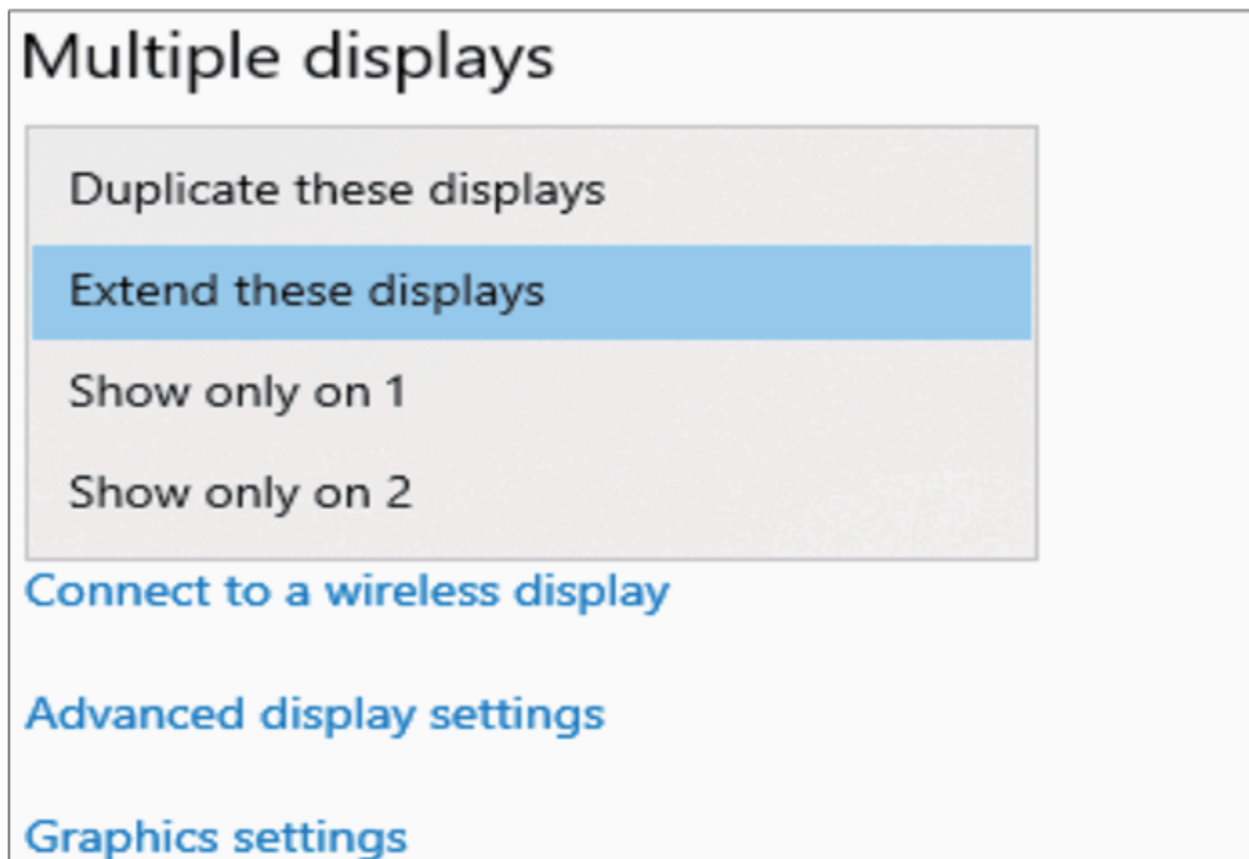 Multiple displays
Duplicate these displays
Extend these displays
Show only on 1
Show only on 2
Connect to a wireless display
Advanced display settings
Graphics settings